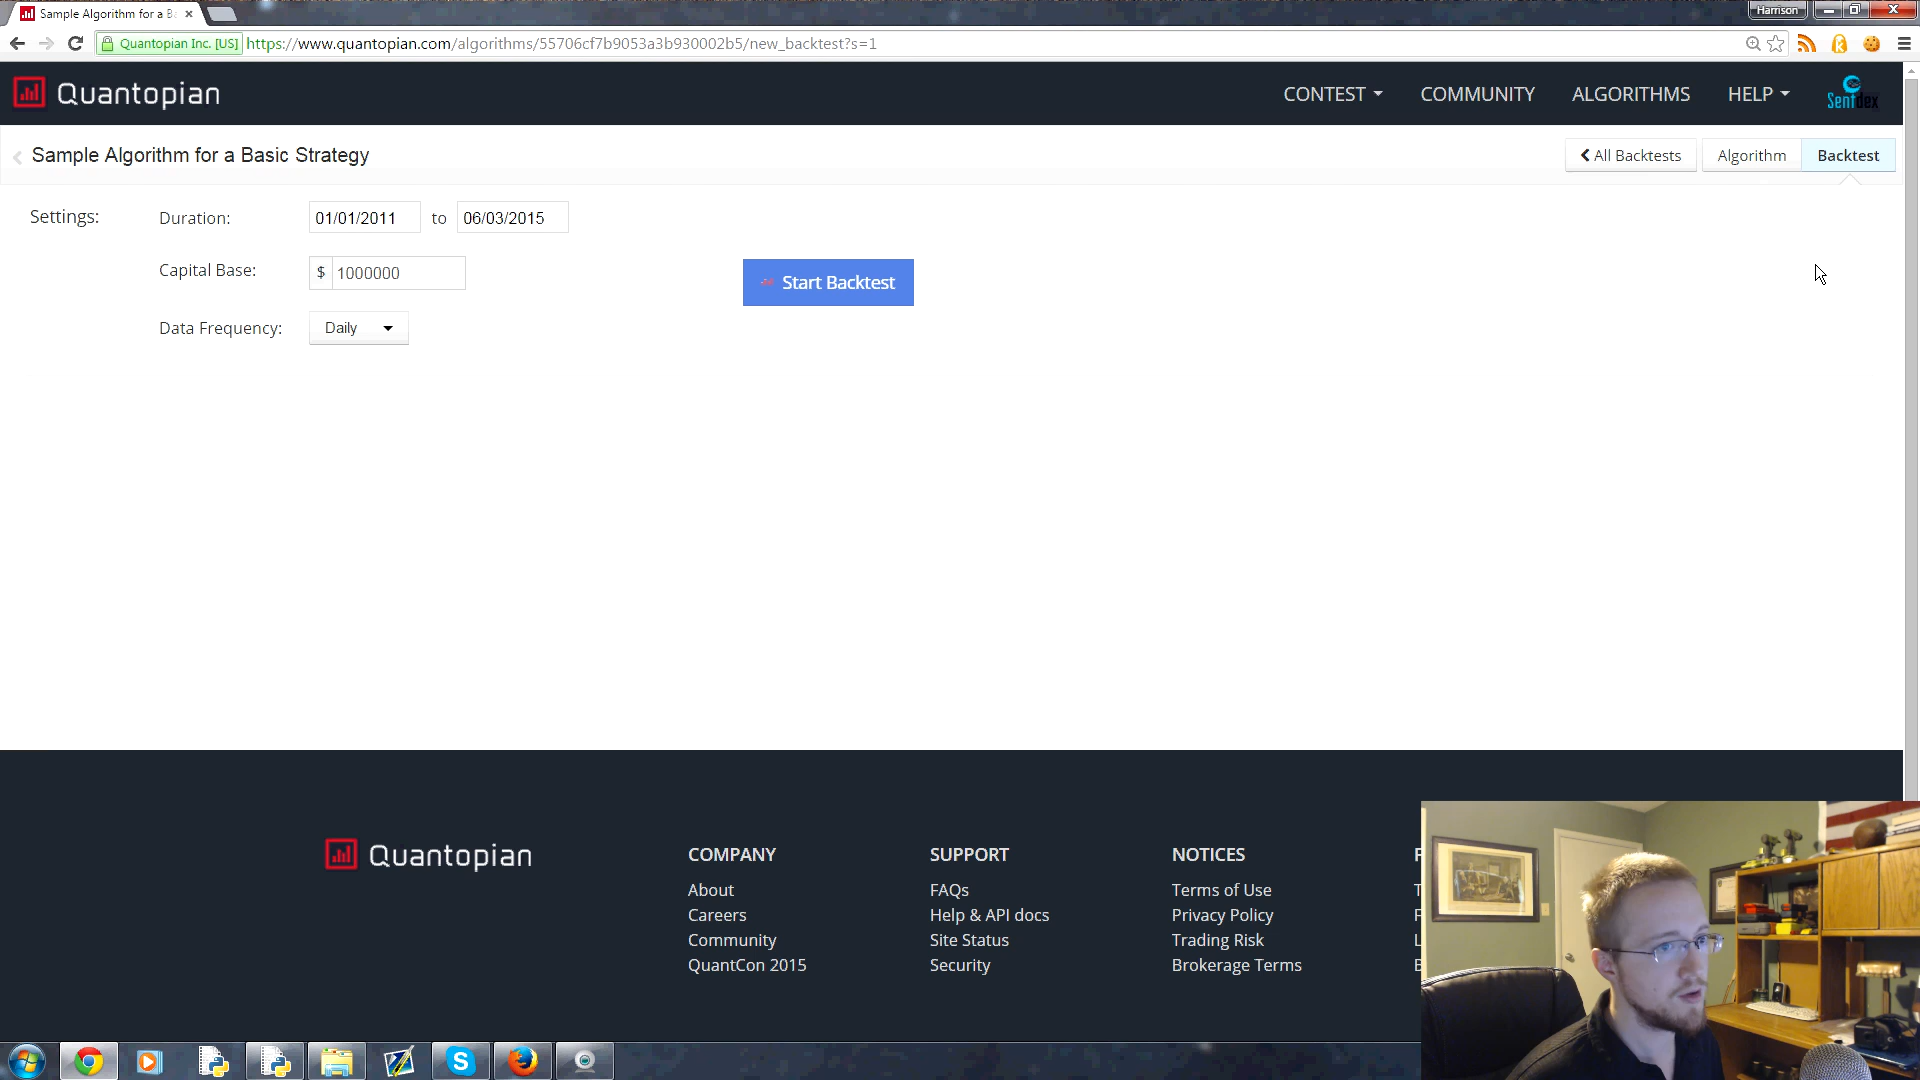 Sample Algorithm for a Ba
Harrison
Quantopian Inc. [US] https://www.quantopian.com/algorithms/55706cf7b9053a3b930002b5/new_backtest?s=1
Quantopian
CONTEST COMMUNITY ALGORITHMS HELP Sentdex
Sample Algorithm for a Basic Strategy
All Backtests Algorithm Backtest
Settings: Duration: 01/01/2011 to 06/03/2015
Capital Base: $ 1000000
Start Backtest
Data Frequency: Daily
Quantopian
COMPANY SUPPORT NOTICES
About FAQs Terms of Use
Careers Help & API docs Privacy Policy
Community Site Status Trading Risk
QuantCon 2015 Security Brokerage Terms